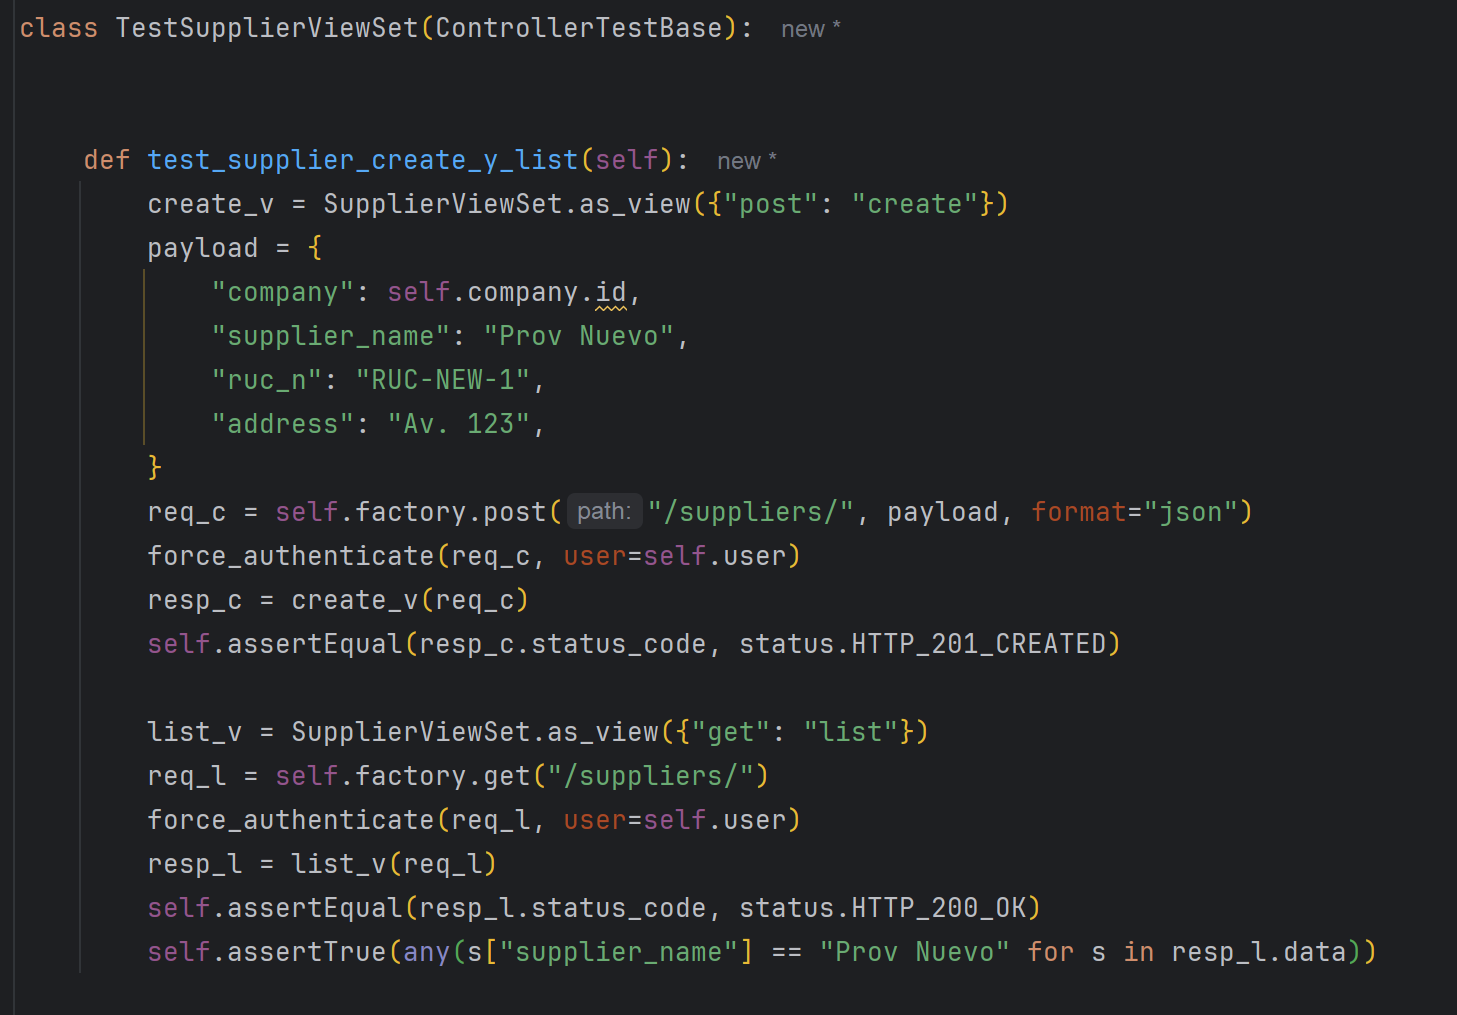 class TestSupplierViewSet(ControllerTestBase): new *
def test_supplier_create_y_list(self): new *
create_v = SupplierViewSet.as_view({"post": "create"})
payload = {
"company": self.company.id,
"supplier_name": "Prov Nuevo",
"ruc_n": "RUC-NEW-1",
"address": "Av. 123",
}
req_c = self.factory.post( path: "/suppliers/", payload, format="json")
force_authenticate(req_c, user=self.user)
resp_c = create_v(req_c)
self.assertEqual(resp_c.status_code, status.HTTP_201_CREATED)
list_v = SupplierViewSet.as_view({"get": "list"})
req_l = self.factory.get("/suppliers/")
force_authenticate(req_l, user=self.user)
resp_l = list_v(req_l)
self.assertEqual(resp_l.status_code, status.HTTP_200_OK)
self.assertTrue(any(s["supplier_name"] == "Prov Nuevo" for s in resp_l.data))